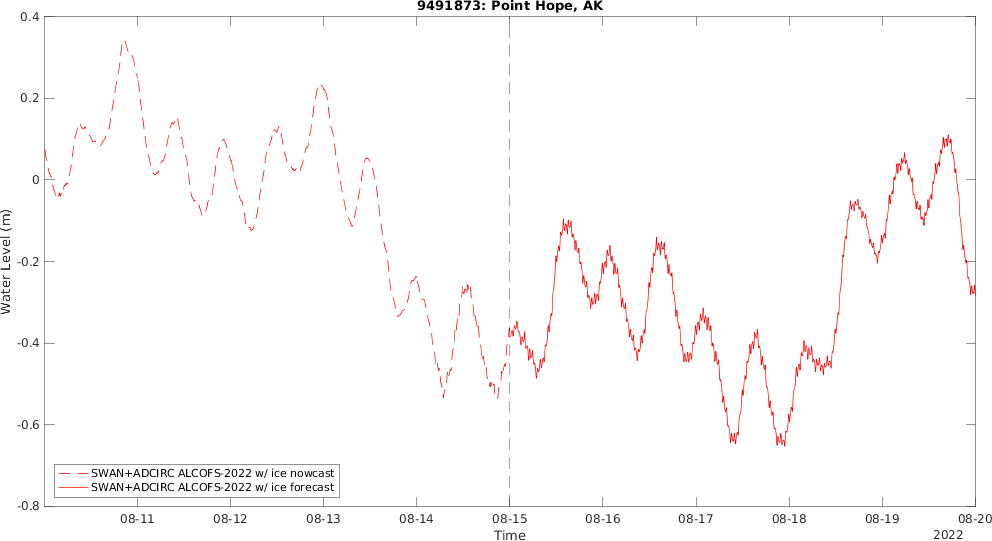 9491873: Point Hope, AK
0.4
0.2
0
-0.2
-0.4
-0.6
-0.8
Water Level (m)
SWAN+ADCIRC ALCOFS-2022 w/ ice nowcast
SWAN+ADCIRC ALCOFS-2022 w/ ice forecast
08-11 08-12 08-13 08-14 08-15 08-16 08-17 08-18 08-19 08-20
Time
2022